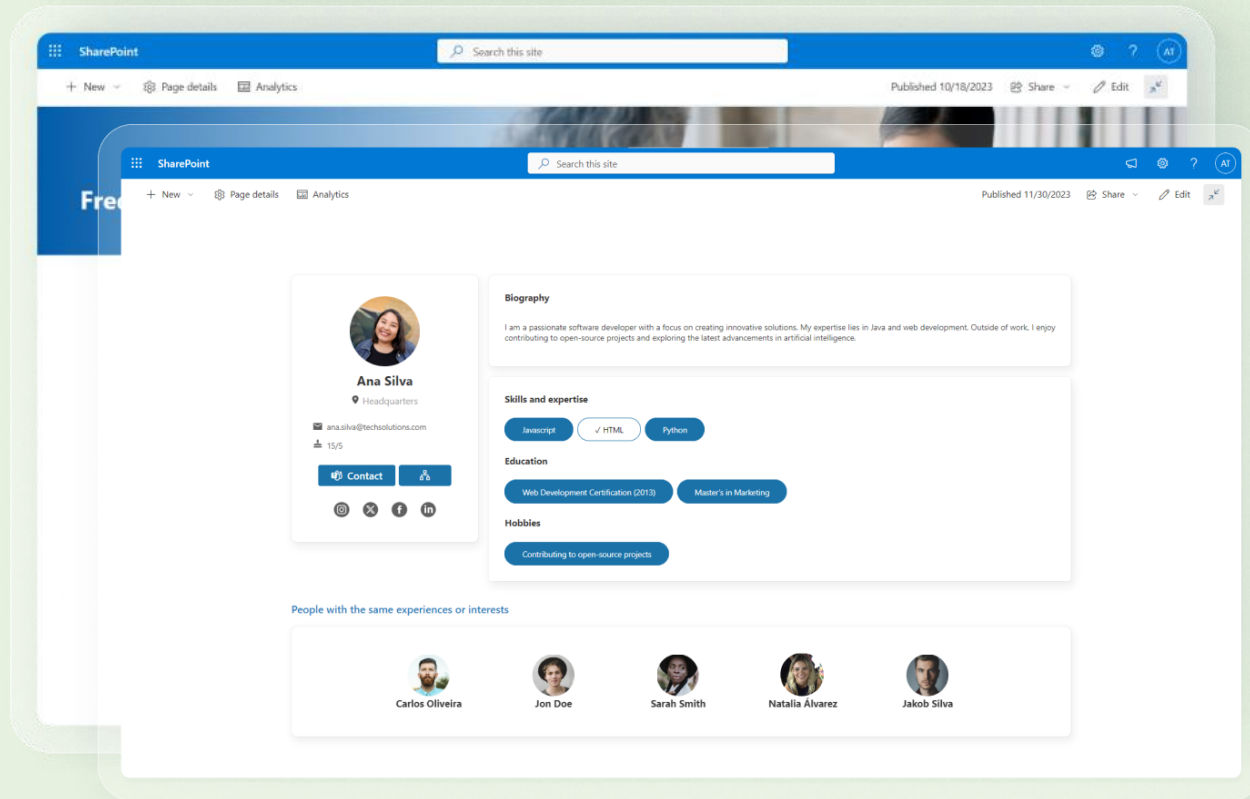 SharePoint
Search this site
?
AT
New
Page details
Analytics
Published 10/18/2023
Share
Edit
SharePoint
Search this site
?
AT
New
Page details
Analytics
Published 11/30/2023
Share
Edit
Ana Silva
Headquarters
ana.silva@techsolutions.com
15/5
Contact
Biography
I am a passionate software developer with a focus on creating innovative solutions. My expertise lies in Java and web development. Outside of work, I enjoy
contributing to open-source projects and exploring the latest advancements in artificial intelligence.
Skills and expertise
Javascript
✓ HTML
Python
Education
Web Development Certification (2013)
Master's in Marketing
Hobbies
Contributing to open-source projects
People with the same experiences or interests
Carlos Oliveira
Jon Doe
Sarah Smith
Natalia Álvarez
Jakob Silva